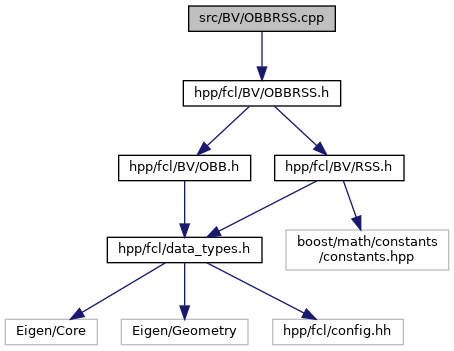 src/BV/OBBRSS.cpp
hpp/fcl/BV/OBBRSS.h
hpp/fcl/BV/OBB.h
hpp/fcl/BV/RSS.h
hpp/fcl/data_types.h
boost/math/constants
/constants.hpp
Eigen/Core
Eigen/Geometry
hpp/fcl/config.hh